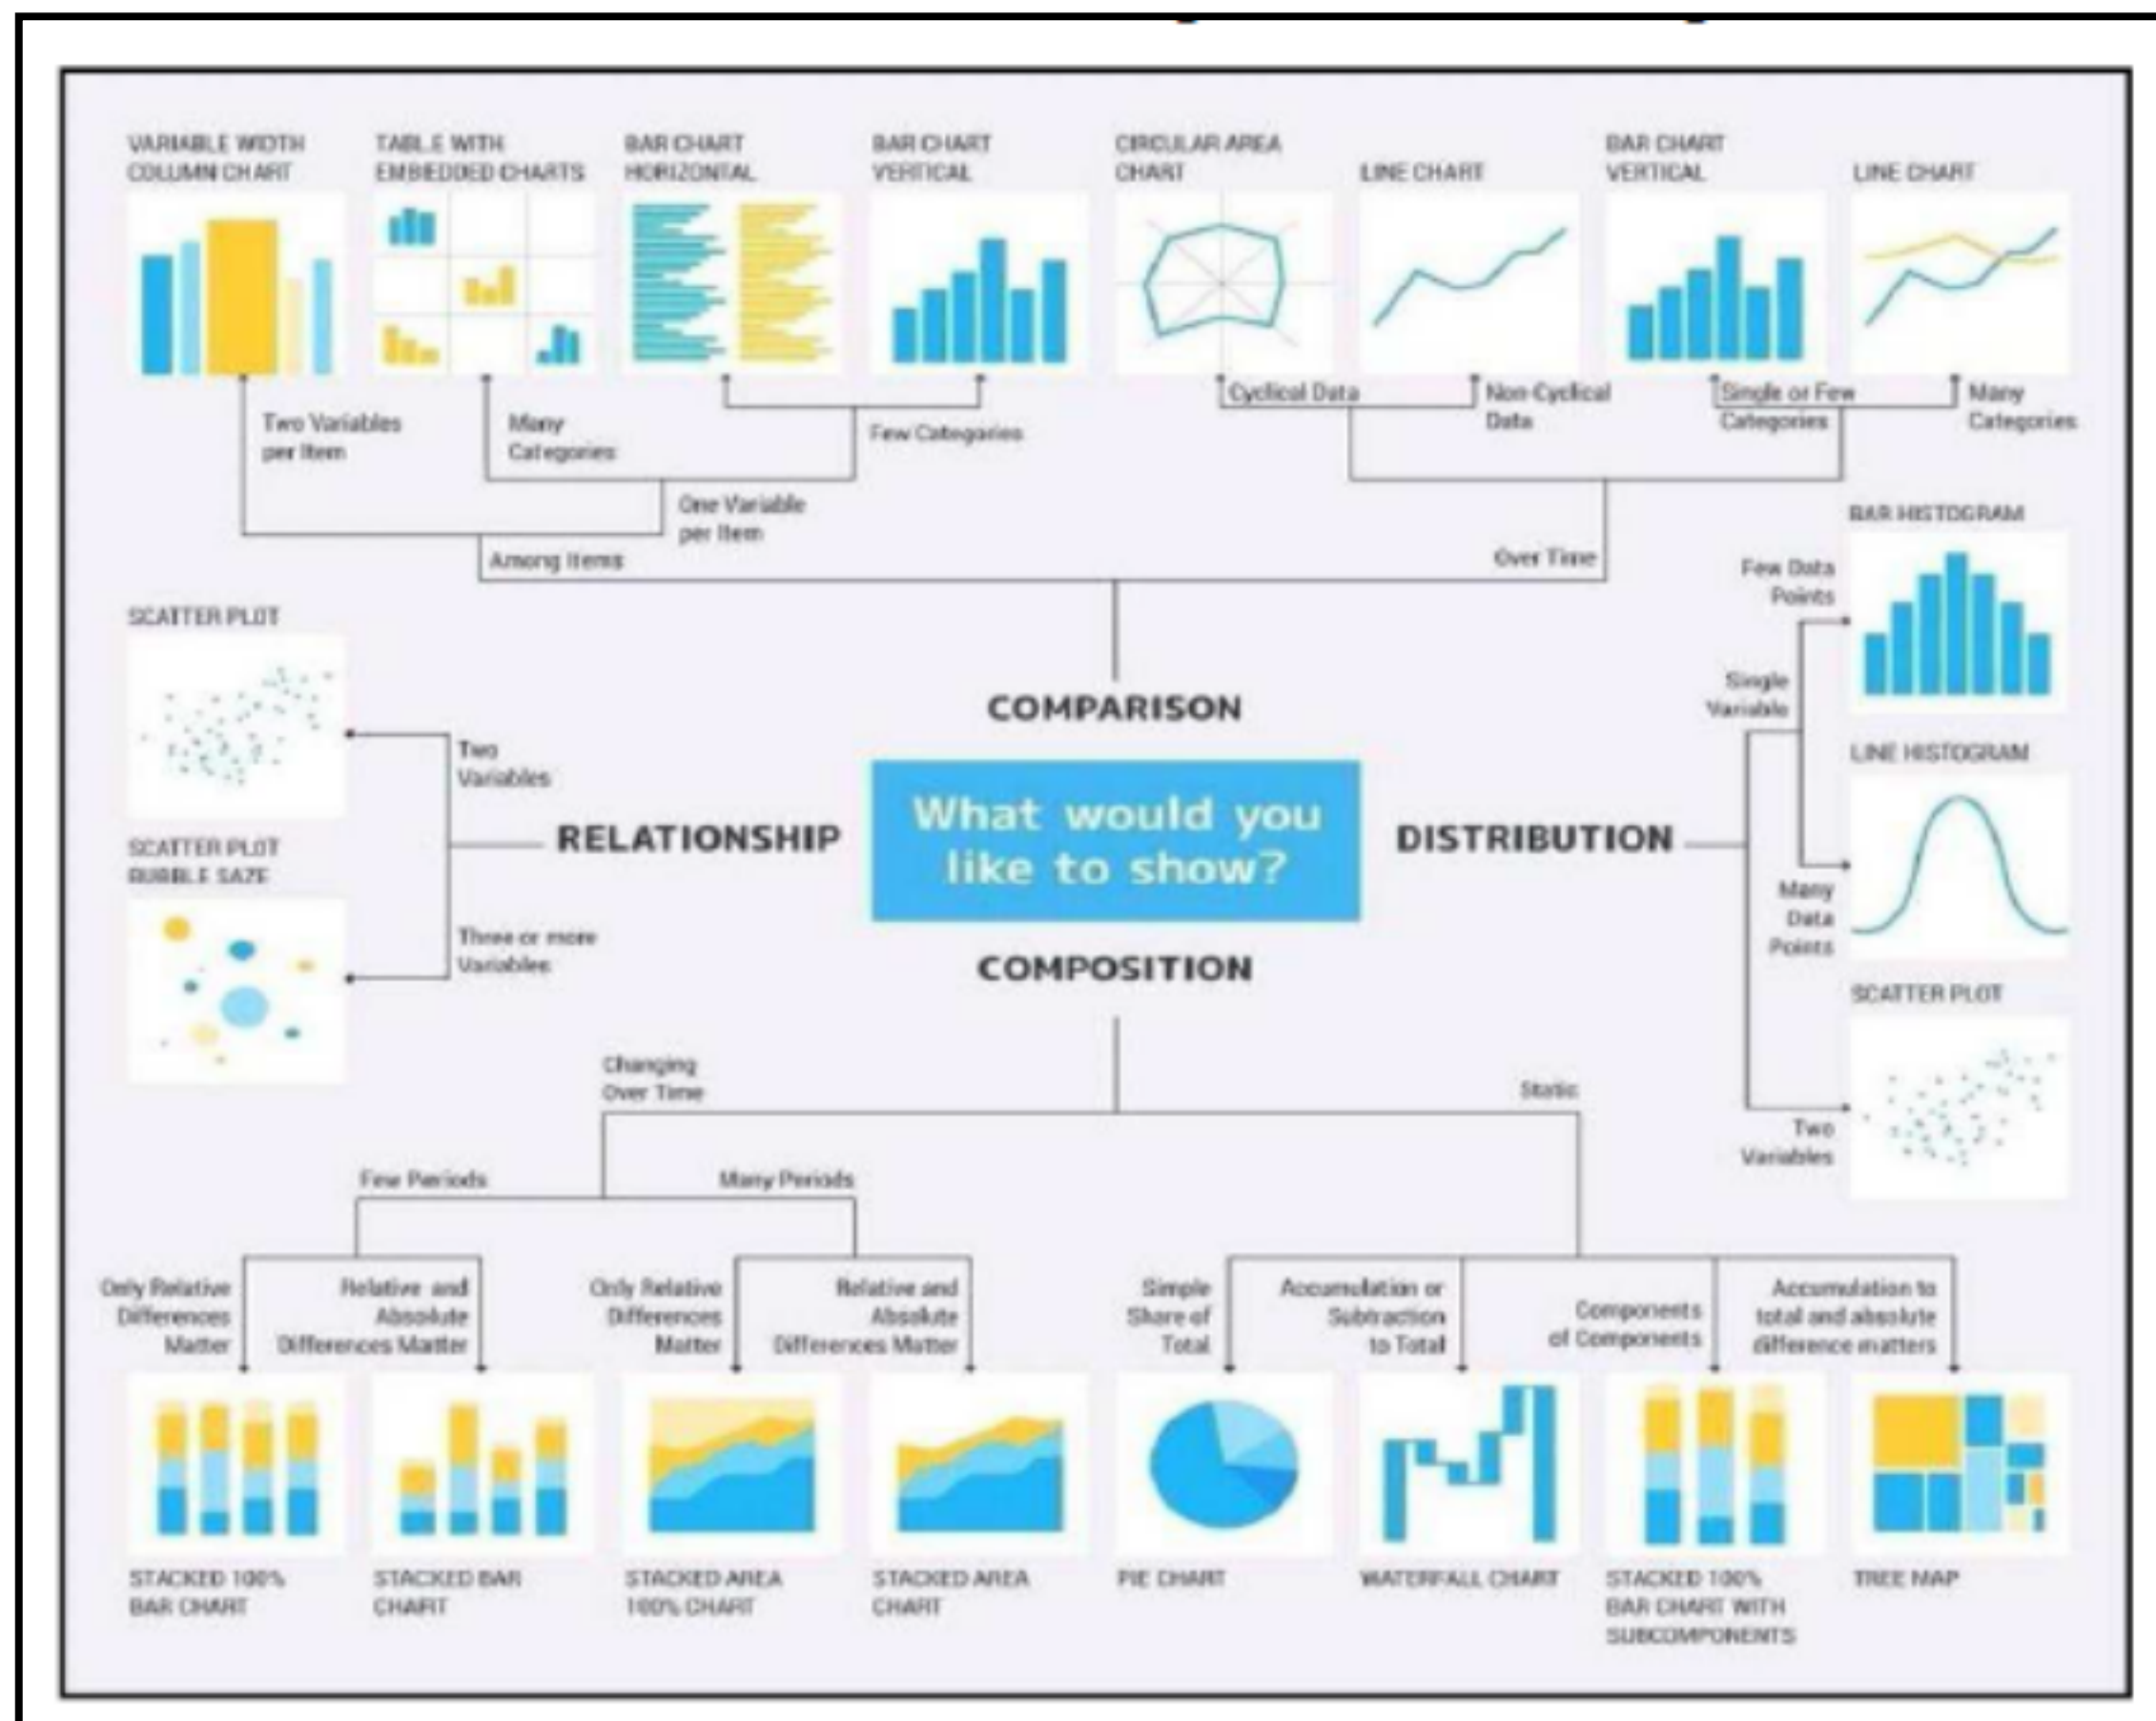 VARIABLE WIDTH
COLUMN CHART
TABLE WITH
EMBEDDED CHARTS
BAR CHART
HORIZONTAL
BAR CHART
VERTICAL
CIRCULAR AREA
CHART
LINE CHART
BAR CHART
VERTICAL
LINE CHART
Two Variables
per Item
Many
Categories
Few Categories
Cyclical Data
Non-Cyclical
Data
Single or Few
Categories
Many
Categories
One Variable
per Item
Among Items
Over Time
BAR HISTOGRAM
Few Data
Points
SCATTER PLOT
Single
Variable
COMPARISON
Two
Variables
LINE HISTOGRAM
What would you
like to show?
RELATIONSHIP
DISTRIBUTION
SCATTER PLOT
BUBBLE SAZE
Many
Data
Points
Three or more
Variables
COMPOSITION
SCATTER PLOT
Changing
Over Time
Static
Two
Variables
Few Periods
Many Periods
Only Relative
Differences
Matter
Relative and
Absolute
Differences Matter
Only Relative
Differences
Matter
Relative and
Absolute
Differences Matter
Simple
Share of
Total
Accumulation or
Subtraction
to Total
Components
of Components
Accumulation to
total and absolute
difference matters
STACKED 100%
BAR CHART
STACKED BAR
CHART
STACKED AREA
100% CHART
STACKED AREA
CHART
PIE CHART
WATERFALL CHART
STACKED 100%
BAR CHART WITH
SUBCOMPONENTS
TREE MAP